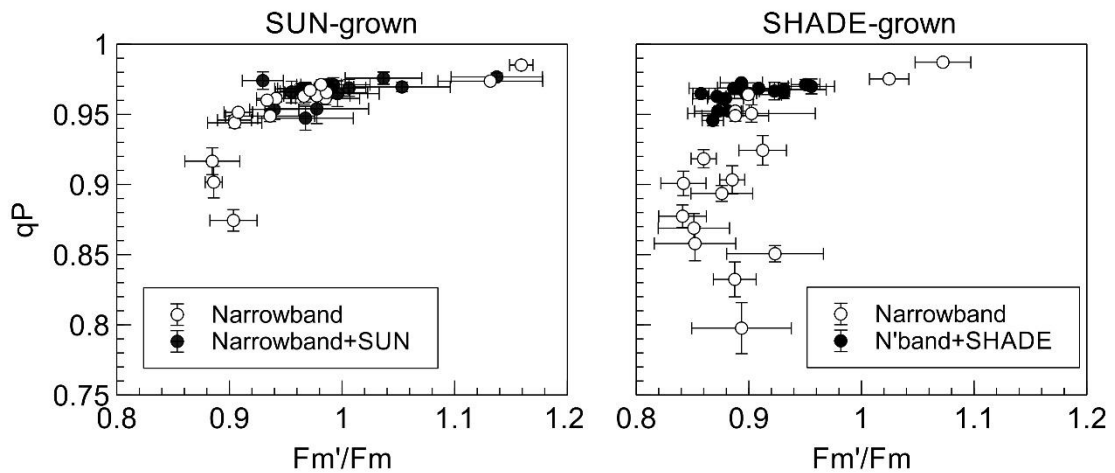 SUN-grown
SHADE-grown
qP
1
0.95
0.9
0.85
0.8
0.75
Narrowband
Narrowband+SUN
Narrowband
N'band+SHADE
0.8 0.9 1 1.1 1.2
0.8 0.9 1 1.1 1.2
Fm'/Fm
Fm'/Fm